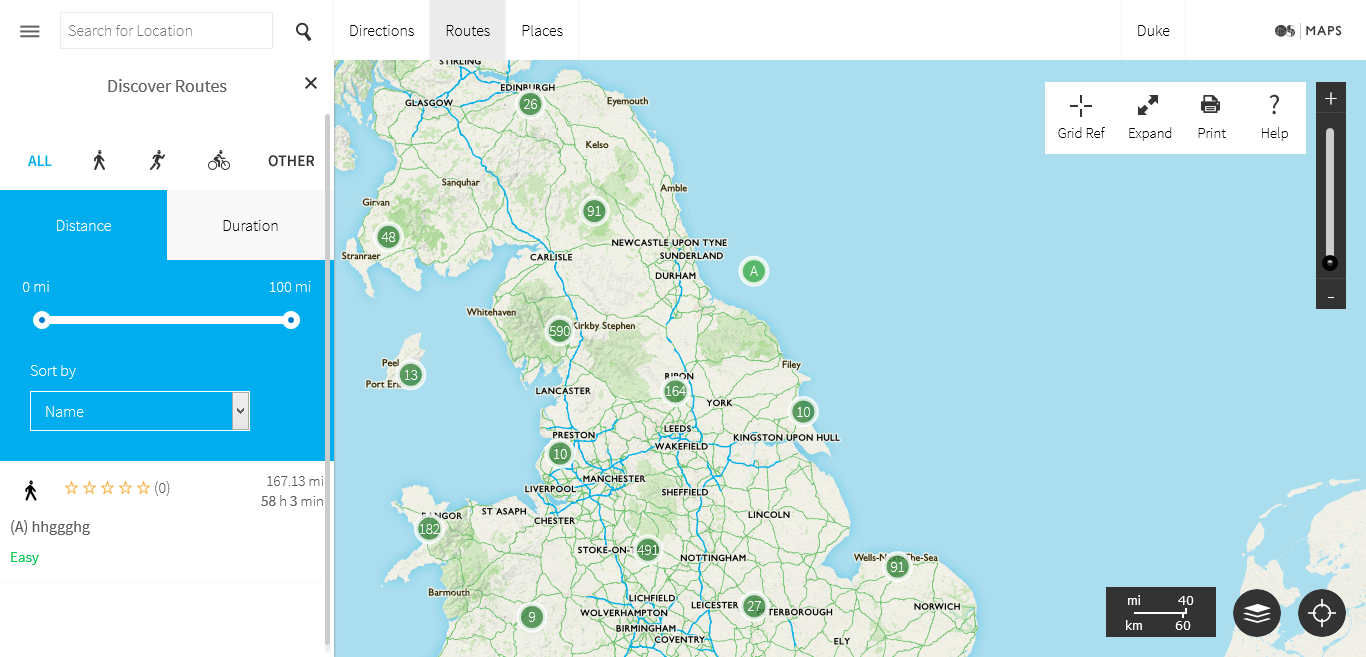 Search for Location
Directions
Routes
Places
Duke
MAPS
Discover Routes
ALL
OTHER
Distance
Duration
0 mi
100 mi
Sort by
Name
(0)
167.13 mi
58 h 3 min
(A) hhggghg
Easy
Grid Ref
Expand
Print
?
Help
+
-
STIRLING
EDINBURGH
26
GLASGOW
Eyemouth
Kelso
Sanquhar
Amble
Girvan
91
48
NEWCASTLE UPON TYNE
Stranraer
CARLISLE
SUNDERLAND
A
DURHAM
Whitehaven
590
Kirkby Stephen
Peel
Filey
13
RIPON
LANCASTER
164
YORK
10
LEEDS
PRESTON
KINGSTON UPON HULL
WAKEFIELD
10
MANCHESTER
LIVERPOOL
SHEFFIELD
ST ASAPH
BANGOR
CHESTER
LINCOLN
182
STOKE-ON-T
491
NOTTINGHAM
91
Barmouth
LICHFIELD
LEICESTER
27
TERBOROUGH
NORWICH
9
WOLVERHAMPTON
BIRMINGHAM
COVENTRY
ELY
mi 40
km 60